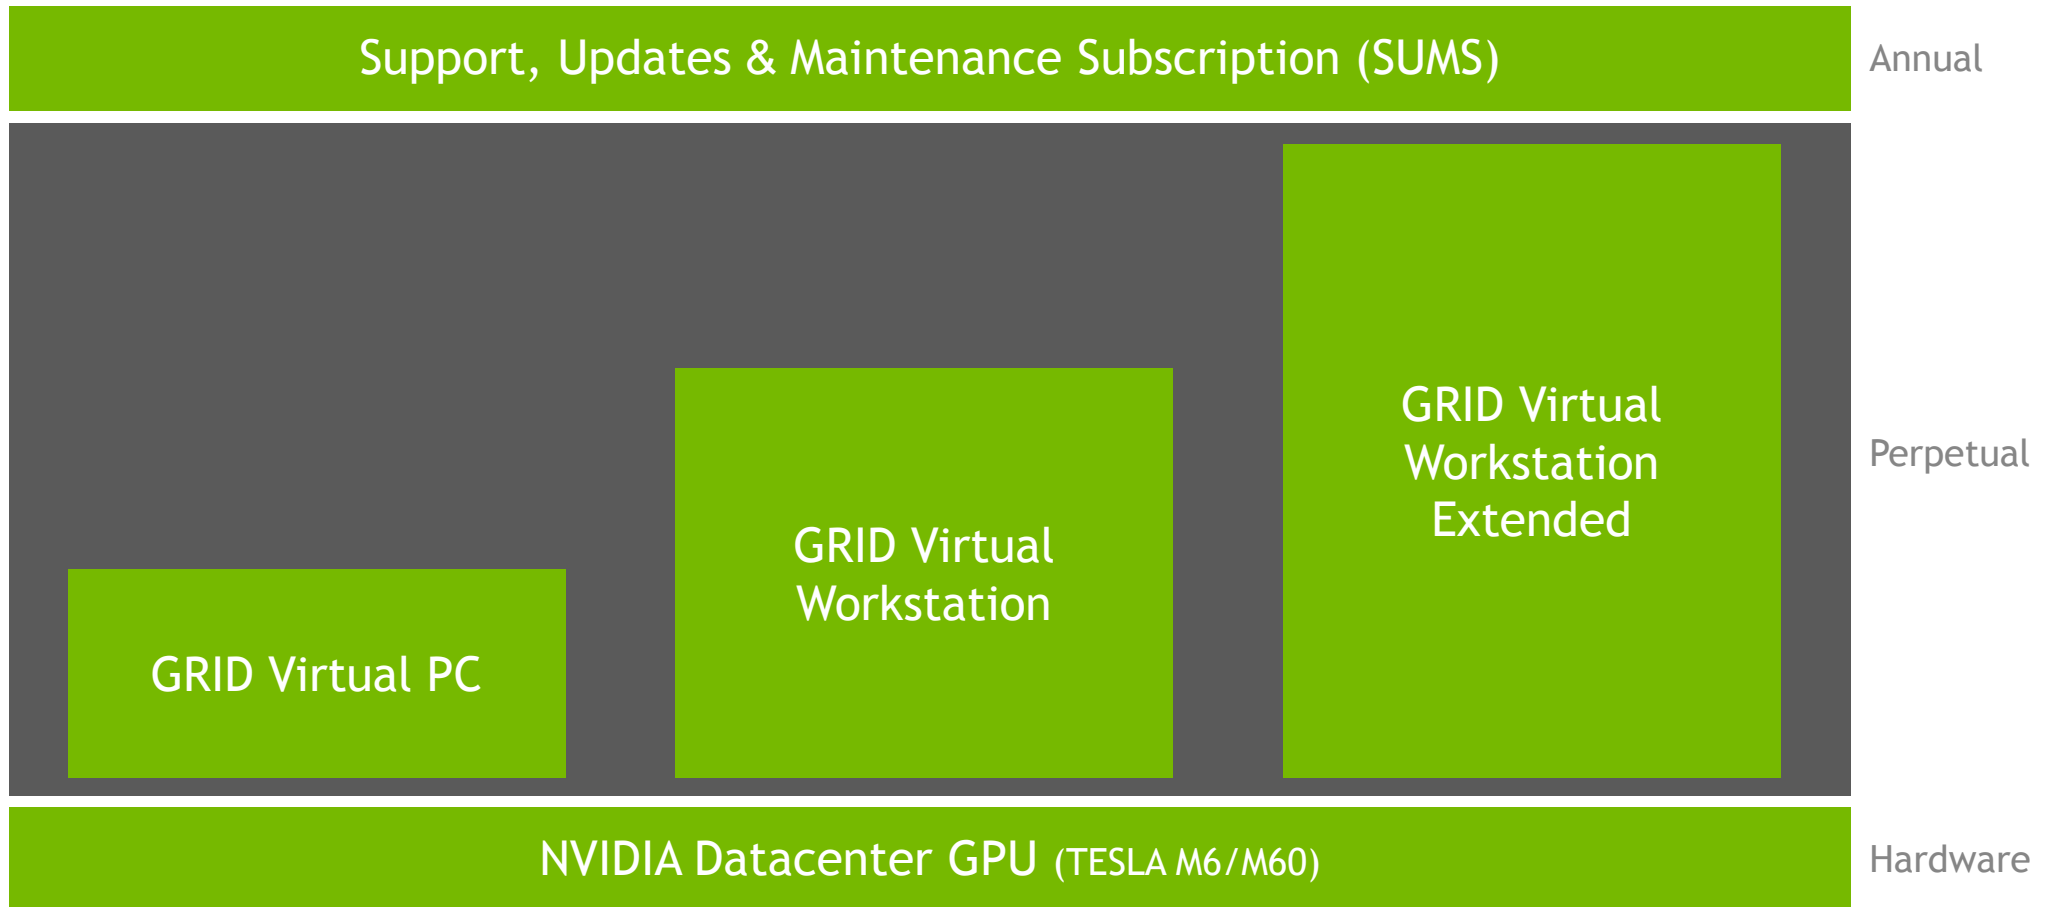 Support, Updates & Maintenance Subscription (SUMS)
Annual
GRID Virtual PC
GRID Virtual
Workstation
GRID Virtual
Workstation
Extended
Perpetual
NVIDIA Datacenter GPU (TESLA M6/M60)
Hardware